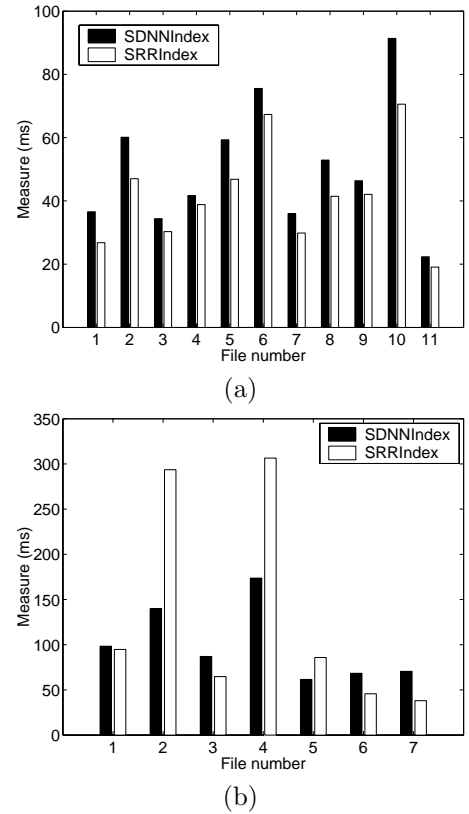 100
80
60
40
20
0
Measure (ms)
SDNNIndex
SRRIndex
1 2 3 4 5 6 7 8 9 10 11
File number
(a)
350
300
250
200
150
100
50
0
Measure (ms)
SDNNIndex
SRRIndex
1 2 3 4 5 6 7
File number
(b)